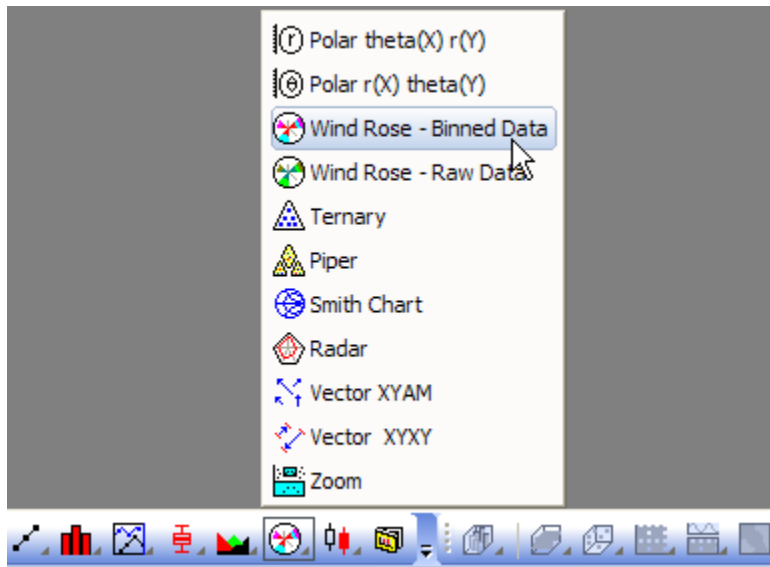 Polar theta(X) r(Y)
Polar r(X) theta(Y)
Wind Rose - Binned Data
Wind Rose - Raw Data
Ternary
Piper
Smith Chart
Radar
Vector XYAM
Vector XYXY
Zoom